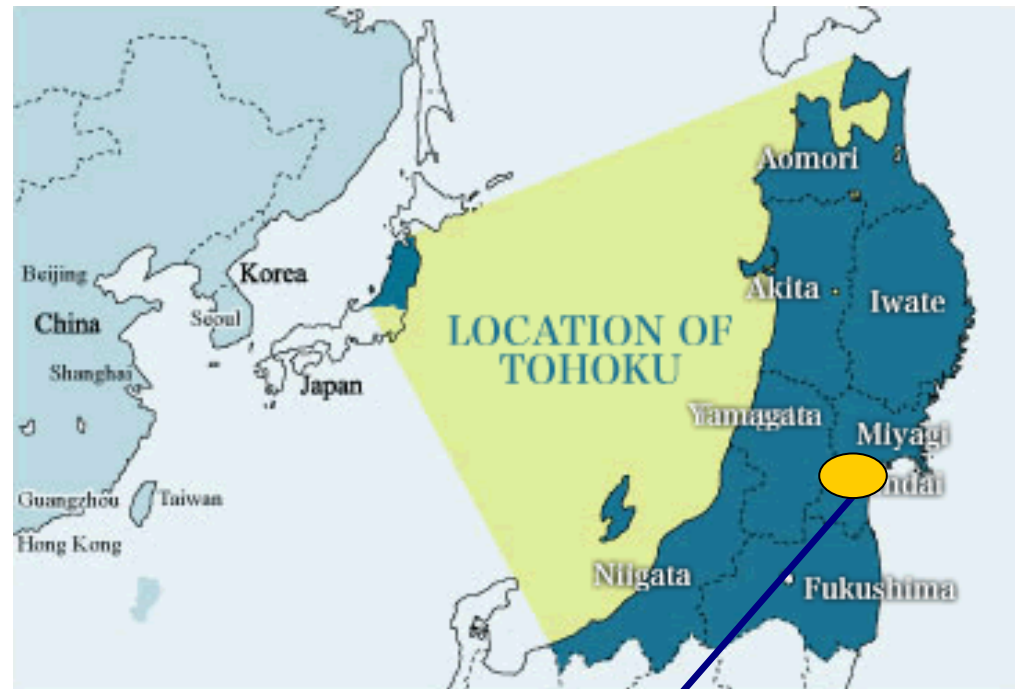 Aomori
Beijing
Korea
Akita
Iwate
China
Seoul
LOCATION OF
TOHOKU
Shanghai
Japan
Yamagata
Miyagi
ndai
Guangzhou
Taiwan
Hong Kong
Niigata
Fukushima